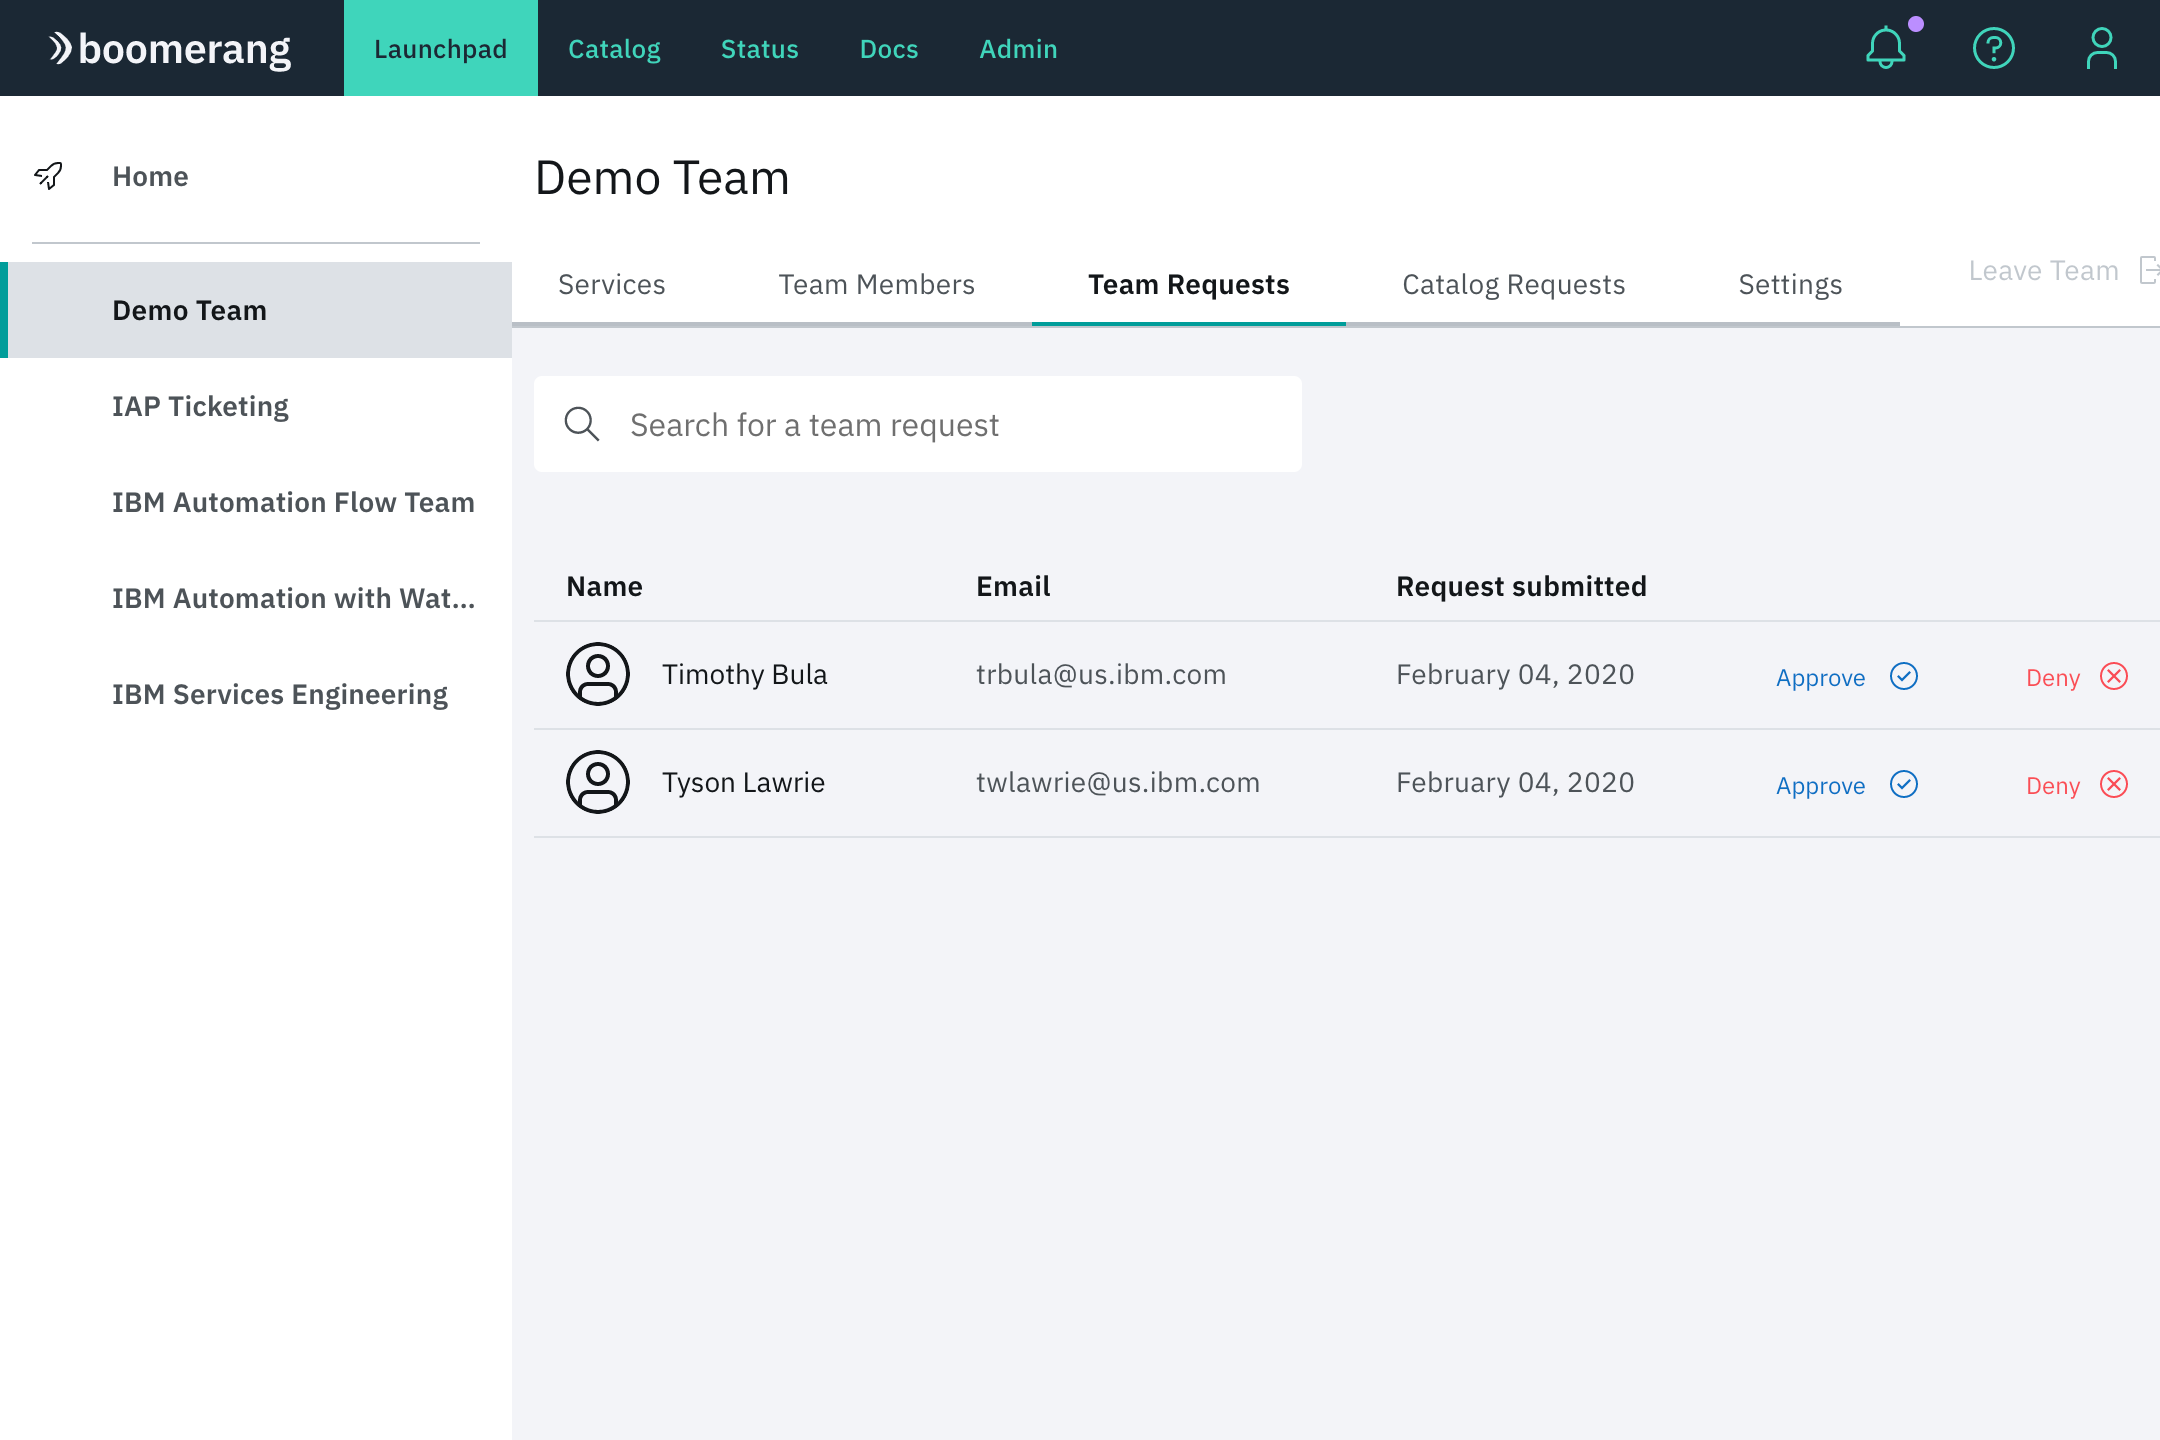 boomerang
Launchpad
Catalog
Status
Docs
Admin
Home
Demo Team
IAP Ticketing
IBM Automation Flow Team
IBM Automation with Wat...
IBM Services Engineering
Demo Team
Services
Team Members
Team Requests
Catalog Requests
Settings
Leave Team
Search for a team request
Name Email Request submitted
Timothy Bula trbula@us.ibm.com February 04, 2020 Approve Deny
Tyson Lawrie twlawrie@us.ibm.com February 04, 2020 Approve Deny